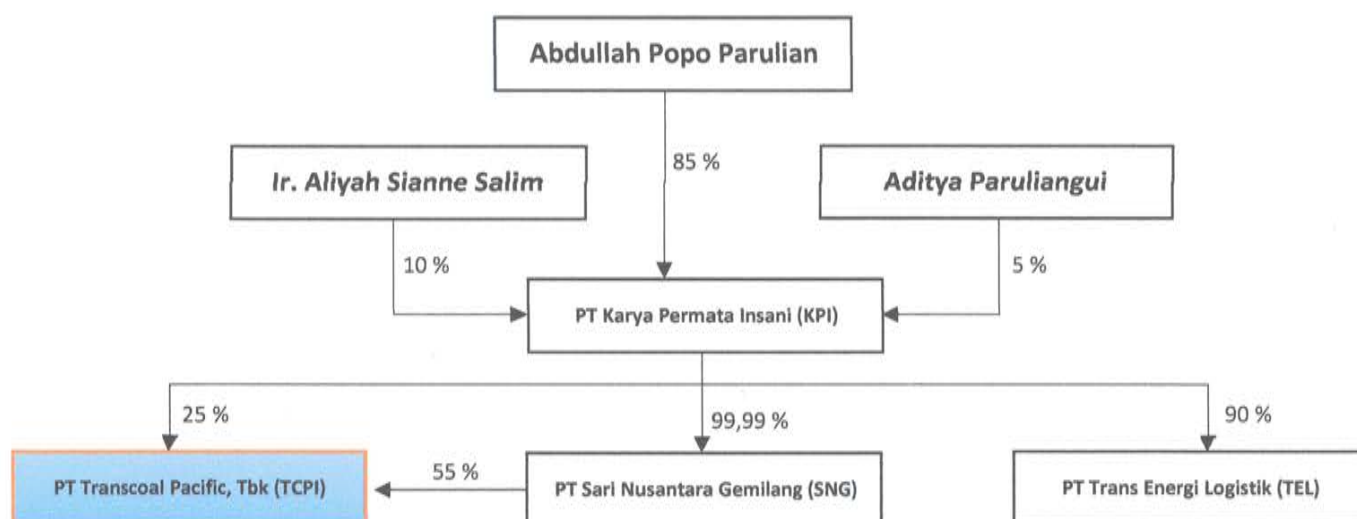 Abdullah Popo Parulian
85 %
Ir. Aliyah Sianne Salim
Aditya Paruliangui
10 %
5 %
PT Karya Permata Insani (KPI)
25 %
99,99 %
90 %
PT Transcoal Pacific, Tbk (TCPI)
55 %
PT Sari Nusantara Gemilang (SNG)
PT Trans Energi Logistik (TEL)